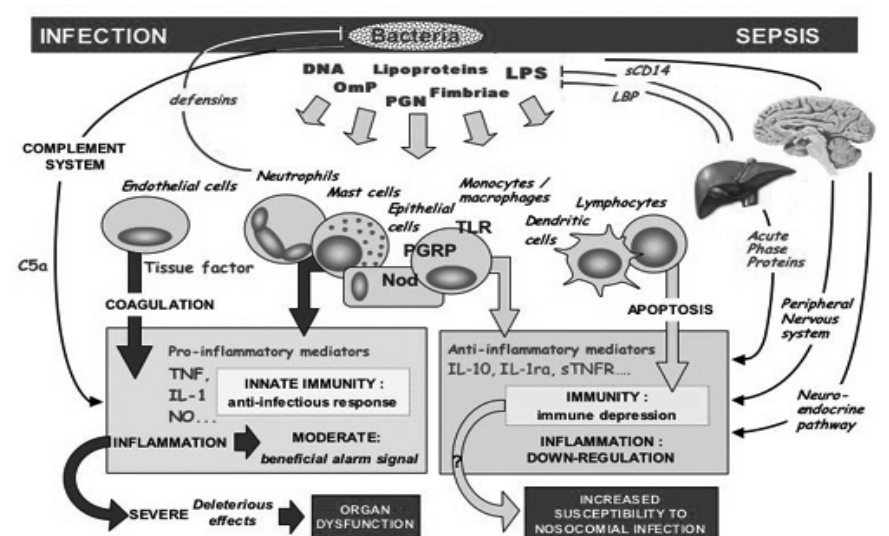 INFECTION
Bacteria
SEPSIS
DNA
Lipoproteins
LPS
OmP
PGN
Fimbriae
sCD14
LBP
defensins
COMPLEMENT
SYSTEM
Endothelial cells
Neutrophils
Mast cells
Epithelial
cells
Monocytes /
macrophages
Lymphocytes
Dendritic
cells
TLR
PGRP
Nod
Acute
Phase
Proteins
C5a
Tissue factor
COAGULATION
APOPTOSIS
Peripheral
Nervous
system
Pro-inflammatory mediators
TNF,
IL-1
NO...
INNATE IMMUNITY :
anti-infectious response
Anti-inflammatory mediators
IL-10, IL-1ra, sTNFR....
IMMUNITY :
immune depression
Neuro-
endocrine
pathway
INFLAMMATION
MODERATE:
beneficial alarm signal
INFLAMMATION :
DOWN-REGULATION
?
SEVERE
Deleterious
effects
ORGAN
DYSFUNCTION
INCREASED
SUSCEPTIBILITY TO
NOSOCOMIAL INFECTION